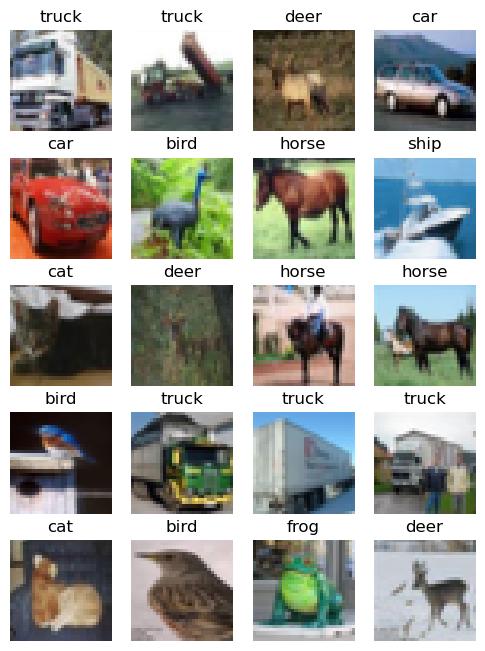 truck truck deer car
car bird horse ship
cat deer horse horse
bird truck truck truck
cat bird frog deer